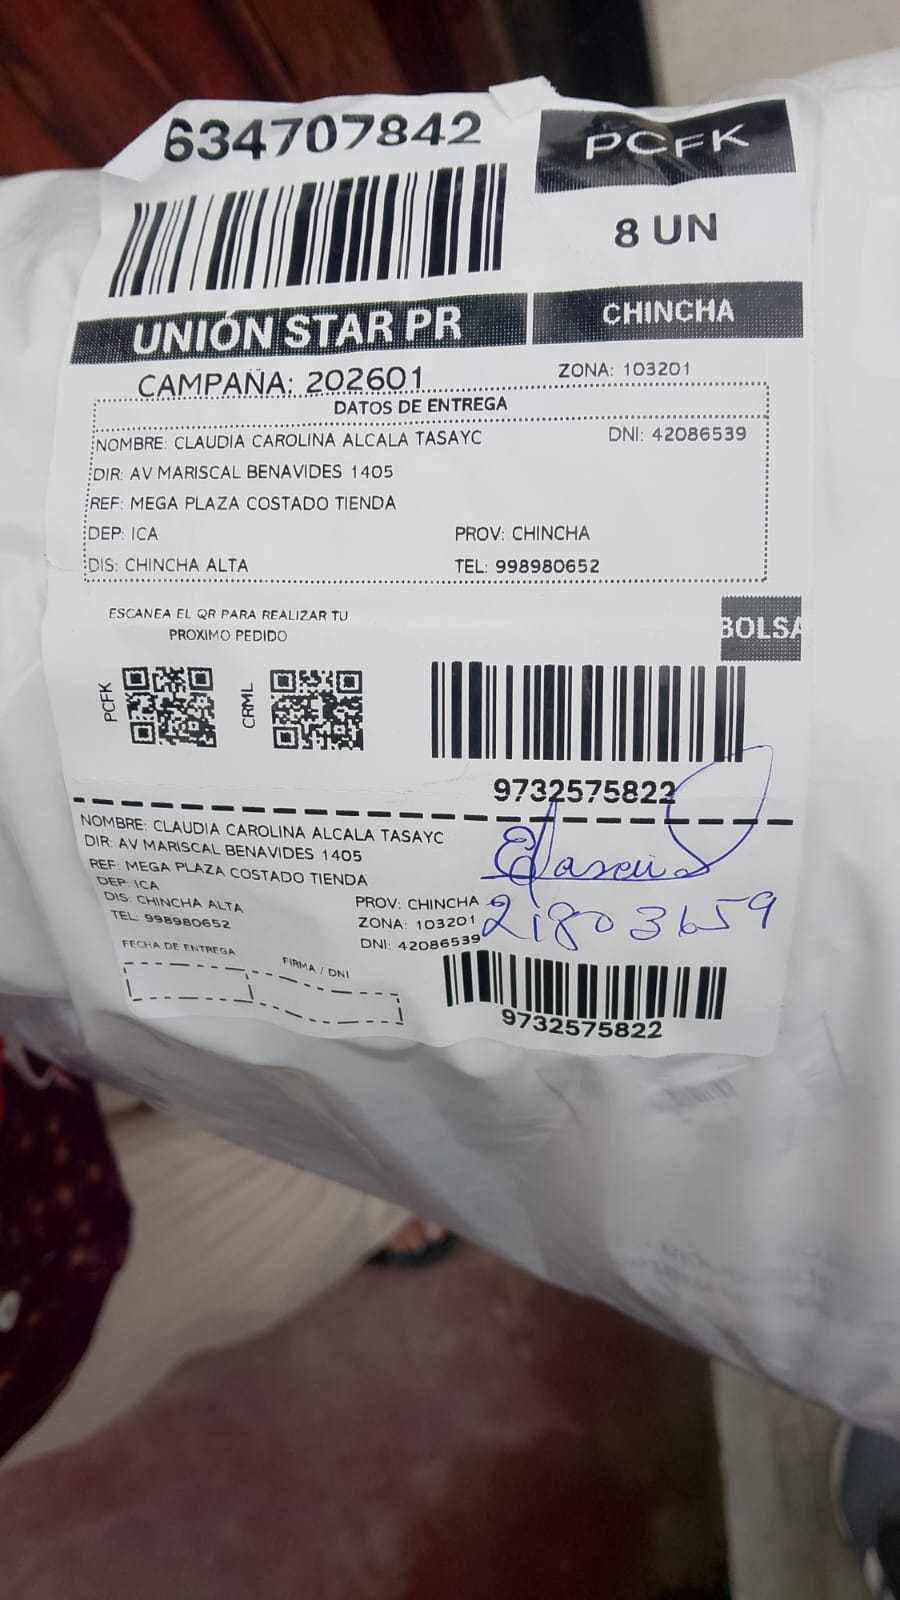 634707842
PCFK
8 UN
UNIÓN STAR PR
CHINCHA
CAMPAÑA: 202601
ZONA: 103201
DATOS DE ENTREGA
NOMBRE: CLAUDIA CAROLINA ALCALA TASAYC
DNI: 42086539
DIR: AV MARISCAL BENAVIDES 1405
REF: MEGA PLAZA COSTADO TIENDA
DEP: ICA
PROV: CHINCHA
DIS: CHINCHA ALTA
TEL: 998980652
ESCANEA EL QR PARA REALIZAR TU
PROXIMO PEDIDO
BOLSA
PCFK
CRML
9732575822
NOMBRE: CLAUDIA CAROLINA ALCALA TASAYC
DIR: AV MARISCAL BENAVIDES 1405
REF: MEGA PLAZA COSTADO TIENDA
DEP: ICA
PROV: CHINCHA
DIS: CHINCHA ALTA
ZONA: 103201
TEL: 998980652
DNI: 42086539
21803659
FECHA DE ENTREGA
FIRMA / DNI
9732575822